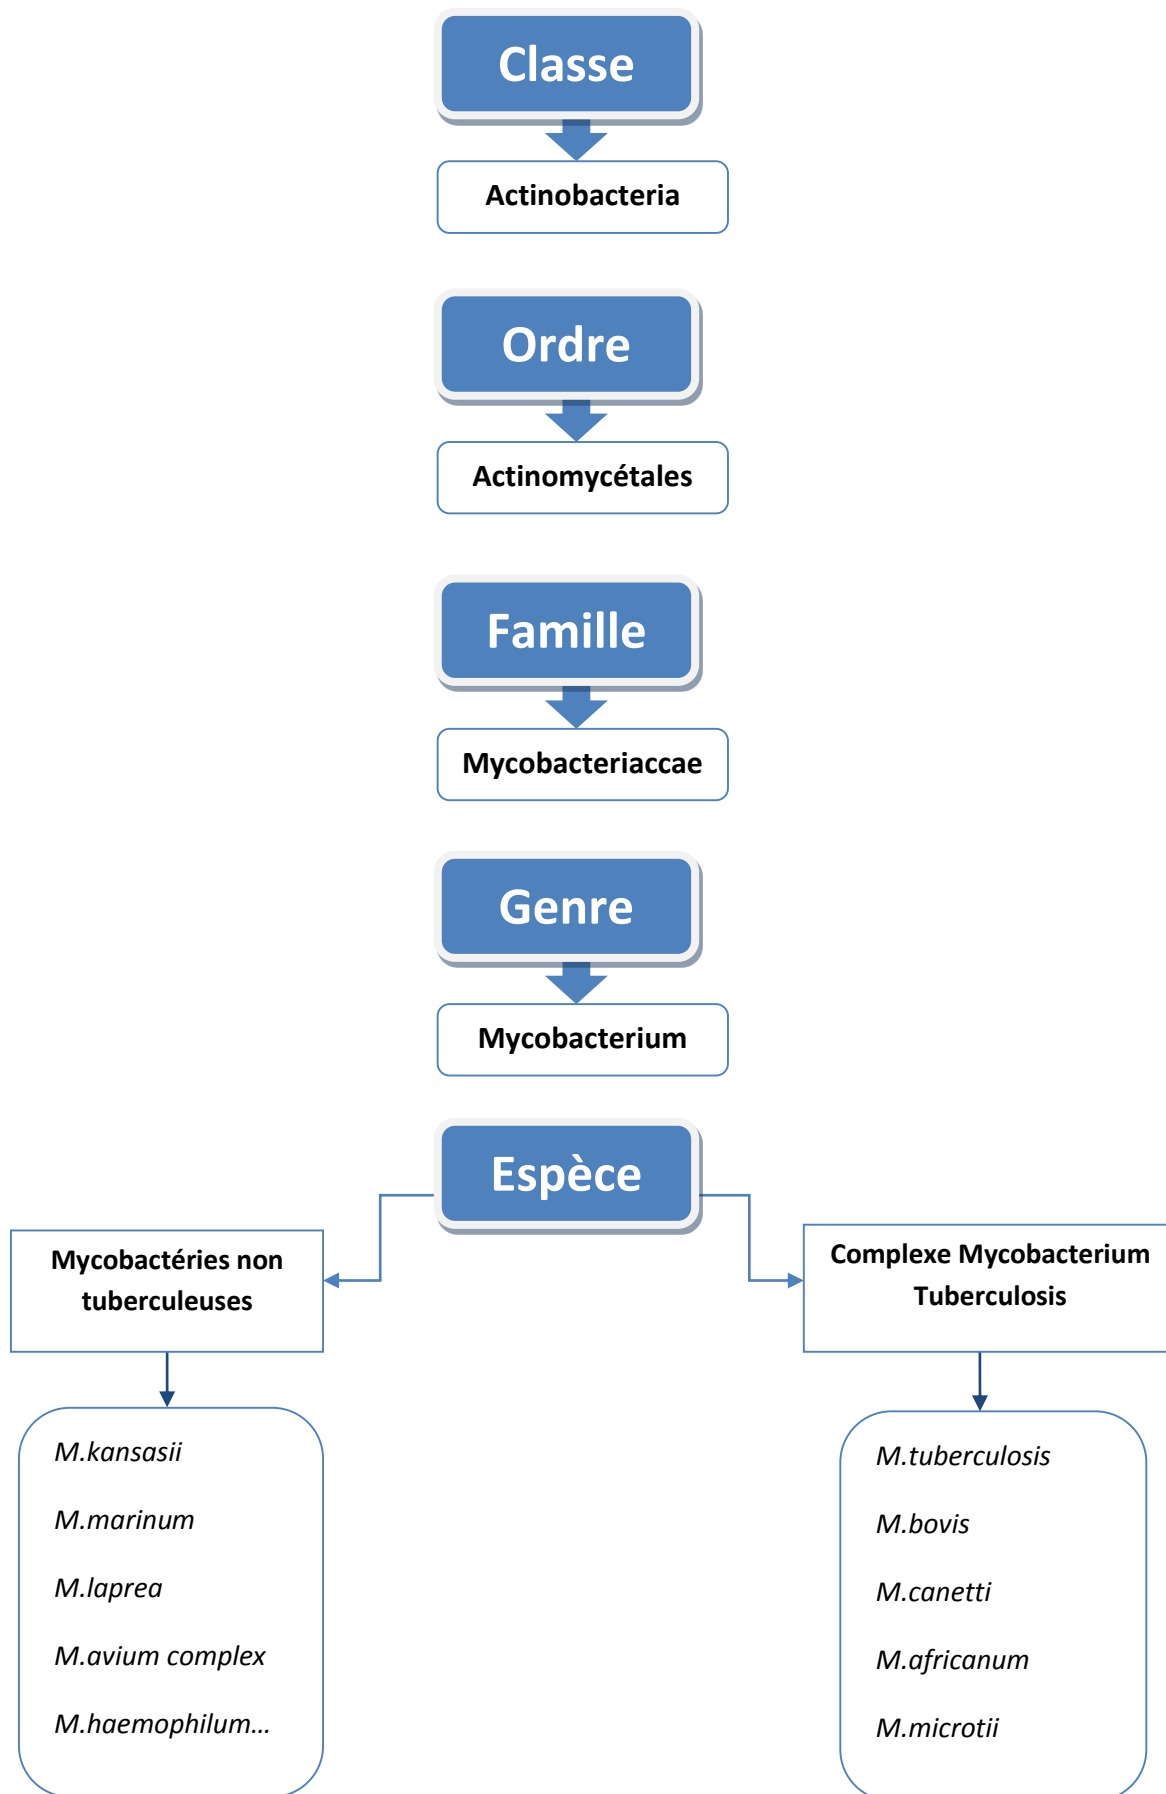 Classe
Actinobacteria
Ordre
Actinomycétales
Famille
Mycobacteriaccae
Genre
Mycobacterium
Espèce
Mycobactéries non
tuberculeuses
M.kansasii
M.marinum
M.laprea
M.avium complex
M.haemophilum...
Complexe Mycobacterium
Tuberculosis
M.tuberculosis
M.bovis
M.canetti
M.africanum
M.microtii